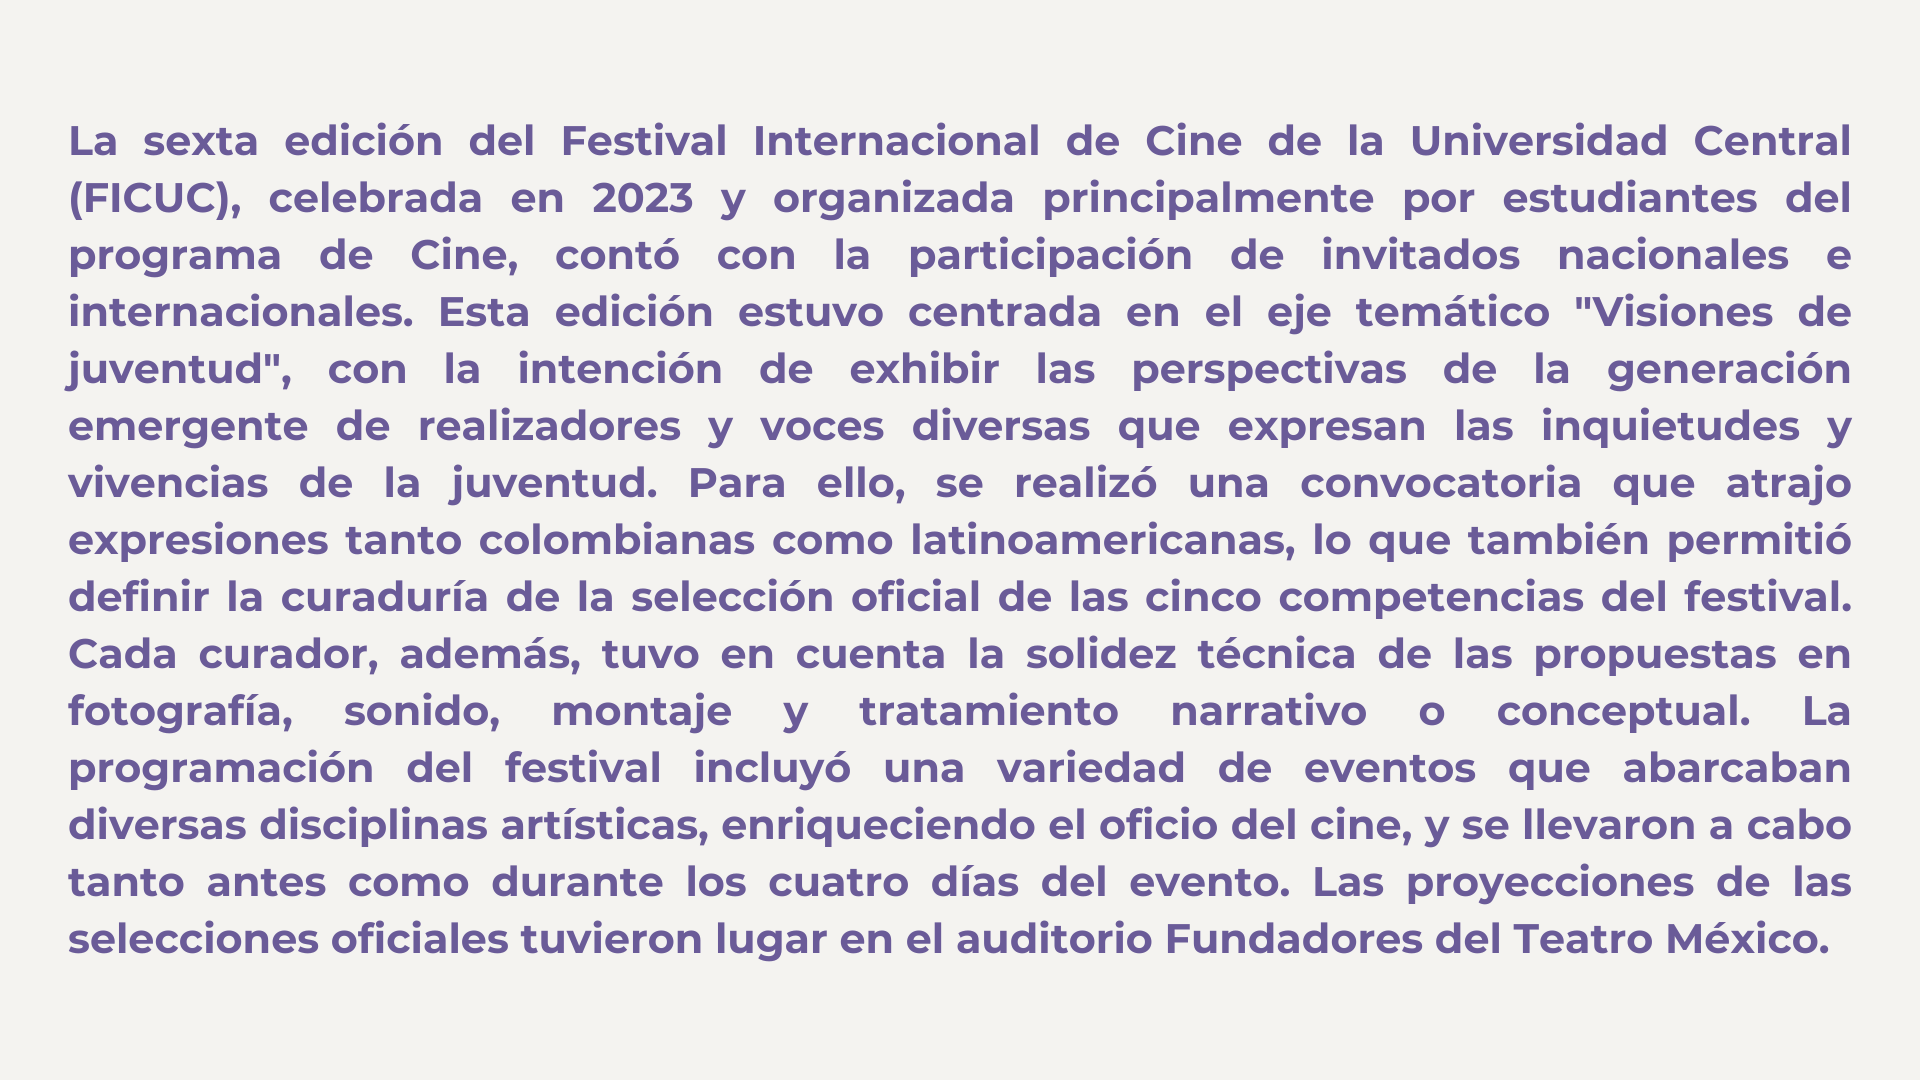 La sexta edición del Festival Internacional de Cine de la Universidad Central
(FICUC), celebrada en 2023 y organizada principalmente por estudiantes del
programa de Cine, contó con la participación de invitados nacionales e
internacionales. Esta edición estuvo centrada en el eje temático "Visiones de
juventud", con la intención de exhibir las perspectivas de la generación
emergente de realizadores y voces diversas que expresan las inquietudes y
vivencias de la juventud. Para ello, se realizó una convocatoria que atrajo
expresiones tanto colombianas como latinoamericanas, lo que también permitió
definir la curaduría de la selección oficial de las cinco competencias del festival.
Cada curador, además, tuvo en cuenta la solidez técnica de las propuestas en
fotografía, sonido, montaje y tratamiento narrativo o conceptual. La
programación del festival incluyó una variedad de eventos que abarcaban
diversas disciplinas artísticas, enriqueciendo el oficio del cine, y se llevaron a cabo
tanto antes como durante los cuatro días del evento. Las proyecciones de las
selecciones oficiales tuvieron lugar en el auditorio Fundadores del Teatro México.